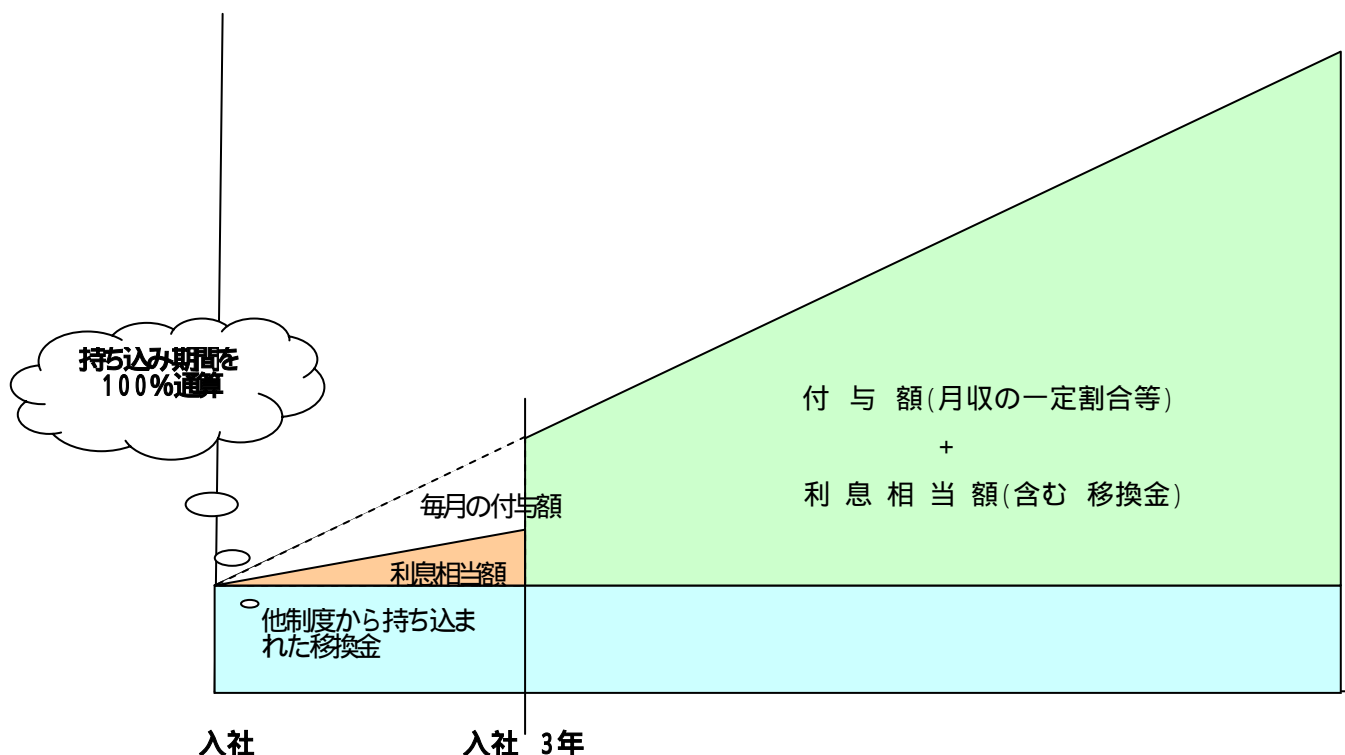 持ち込み期間を
100%通算
付 与 額(月収の一定割合等)
+
利 息 相 当 額(含む 移換金)
毎月の付与額
利息相当額
他制度から持ち込ま
れた移換金
入社
入社 3年